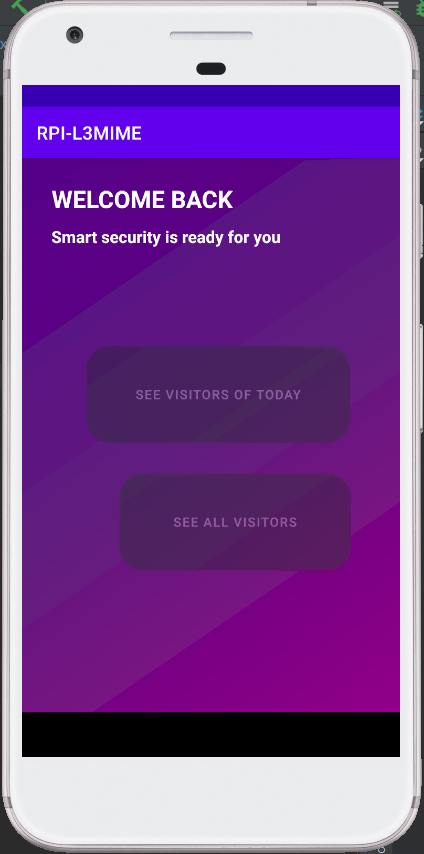 RPI-L3MIME
WELCOME BACK
Smart security is ready for you
SEE VISITORS OF TODAY
SEE ALL VISITORS